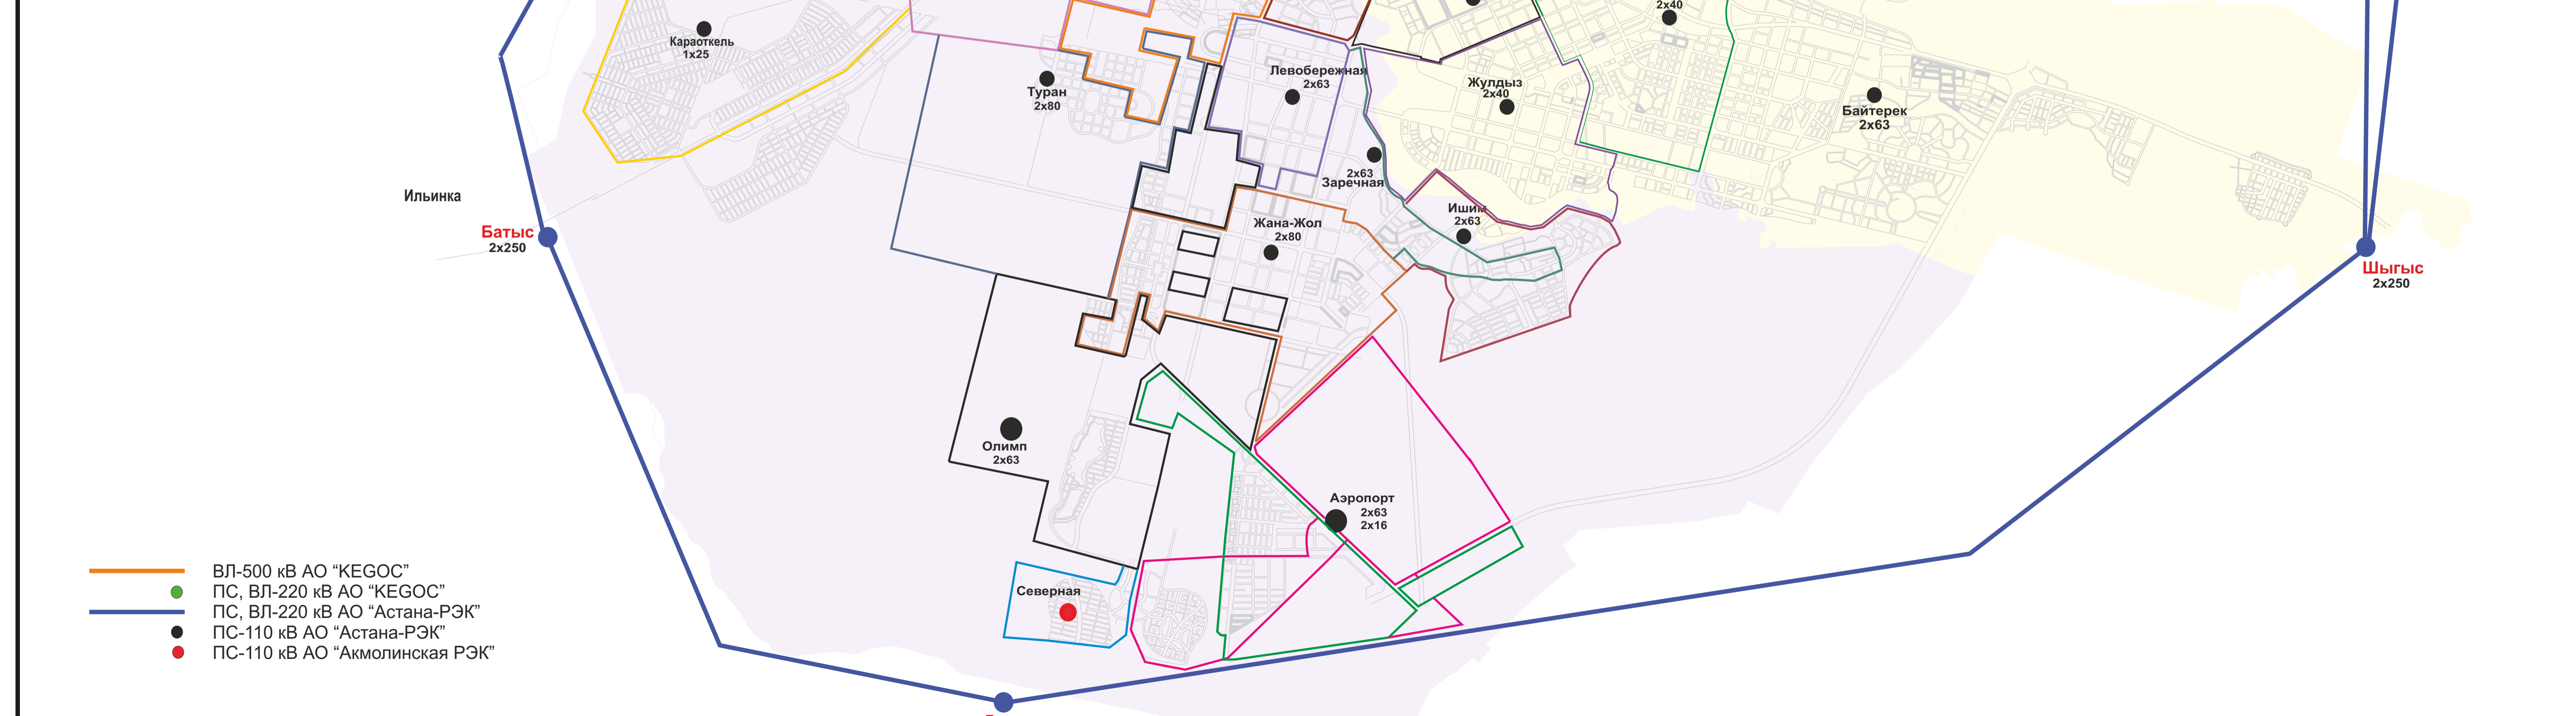 2x40
Караоткель
1x25
Левобережная
2x63
Туран
2x80
Жулдыз
2x40
Байтерек
2x63
2x63
Заречная
Ильинка
Ишим
2x63
Батыс
2x250
Жана-Жол
2x80
Шыгыс
2x250
Олимп
2x63
Аэропорт
2x63
2x16
Северная
ВЛ-500 кВ АО “KEGOC”
ПС, ВЛ-220 кВ АО “KEGOC”
ПС, ВЛ-220 кВ АО “Астана-РЭК”
ПС-110 кВ АО “Астана-РЭК”
ПС-110 кВ АО “Акмолинская РЭК”